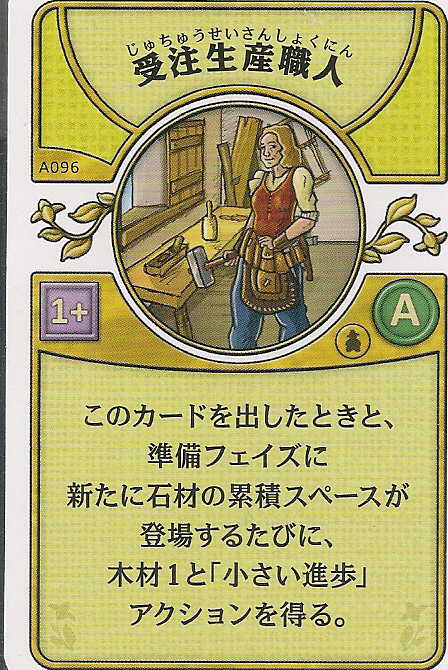 じゅちゅうせいさんしょくにん
受注生産職人
A096
1+
A
このカードを出したときと、
準備フェイズに
新たに石材の累積スペースが
登場するたびに、
木材1と「小さい進歩」
アクションを得る。